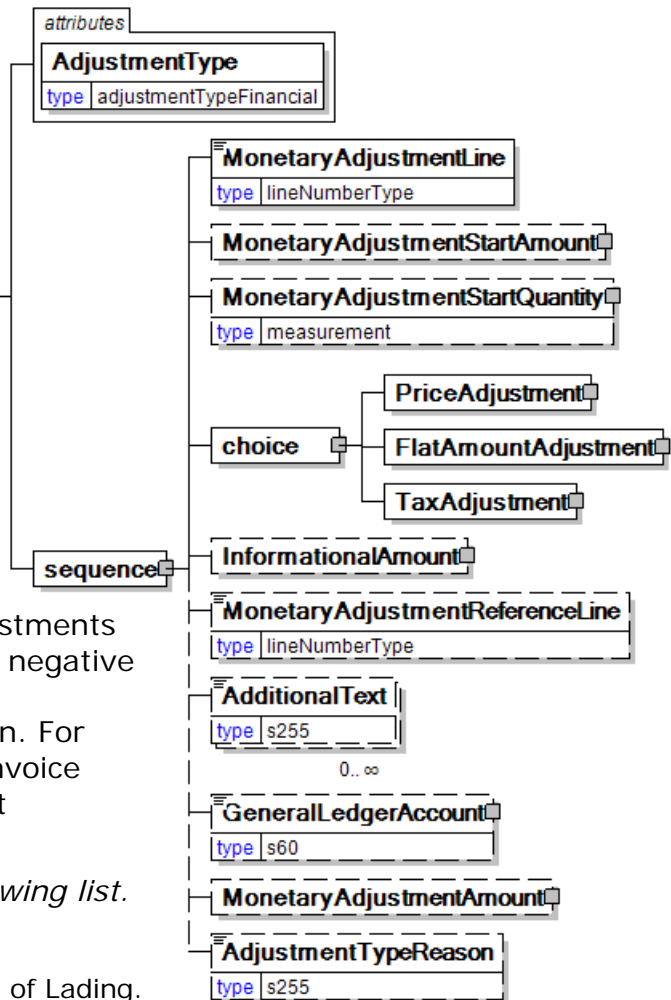 attributes
AdjustmentType
type adjustmentTypeFinancial
MonetaryAdjustmentLine
type lineNumberType
MonetaryAdjustmentStartAmount
MonetaryAdjustmentStartQuantity
type measurement
choice
PriceAdjustment
FlatAmountAdjustment
TaxAdjustment
sequence
InformationalAmount
MonetaryAdjustmentReferenceLine
type lineNumberType
AdditionalText
type s255
0.. ∞
GeneralLedgerAccount
type s60
MonetaryAdjustmentAmount
AdjustmentTypeReason
type s255
stments
negative
n. For
nvoice
t
wing list.
of Lading.